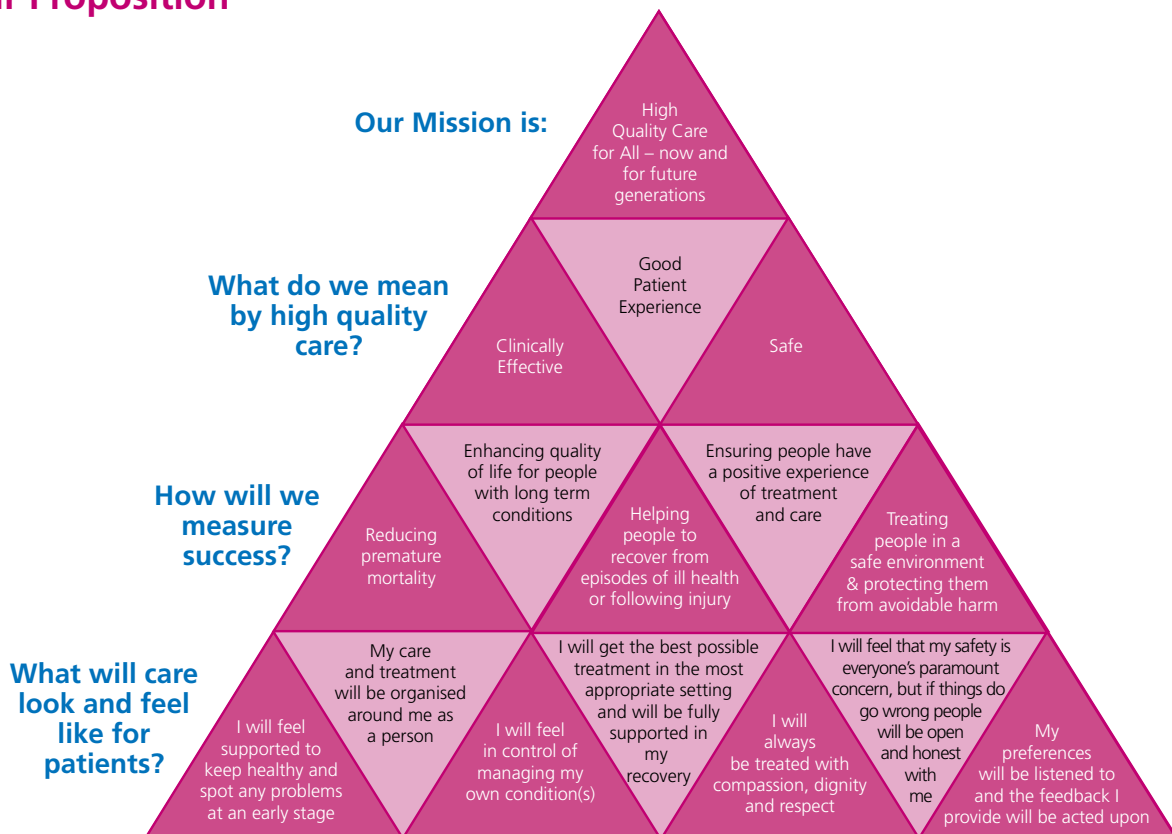 Proposition
Our Mission is:
High
Quality Care
for All – now and
for future
generations
What do we mean
by high quality
care?
Clinically
Effective
Good
Patient
Experience
Safe
How will we
measure
success?
Reducing
premature
mortality
Enhancing quality
of life for people
with long term
conditions
Helping
people to
recover from
episodes of ill health
or following injury
Ensuring people have
a positive experience
of treatment
and care
Treating
people in a
safe environment
& protecting them
from avoidable harm
What will care
look and feel
like for
patients?
I will feel
supported to
keep healthy and
spot any problems
at an early stage
My care
and treatment
will be organised
around me as
a person
I will feel
in control of
managing my
own condition(s)
I will get the best possible
treatment in the most
appropriate setting
and will be fully
supported in
my
recovery
I will
always
be treated with
compassion, dignity
and respect
I will feel that my safety is
everyone's paramount
concern, but if things do
go wrong people
will be open
and honest
with
me
My
preferences
will be listened to
and the feedback I
provide will be acted upon